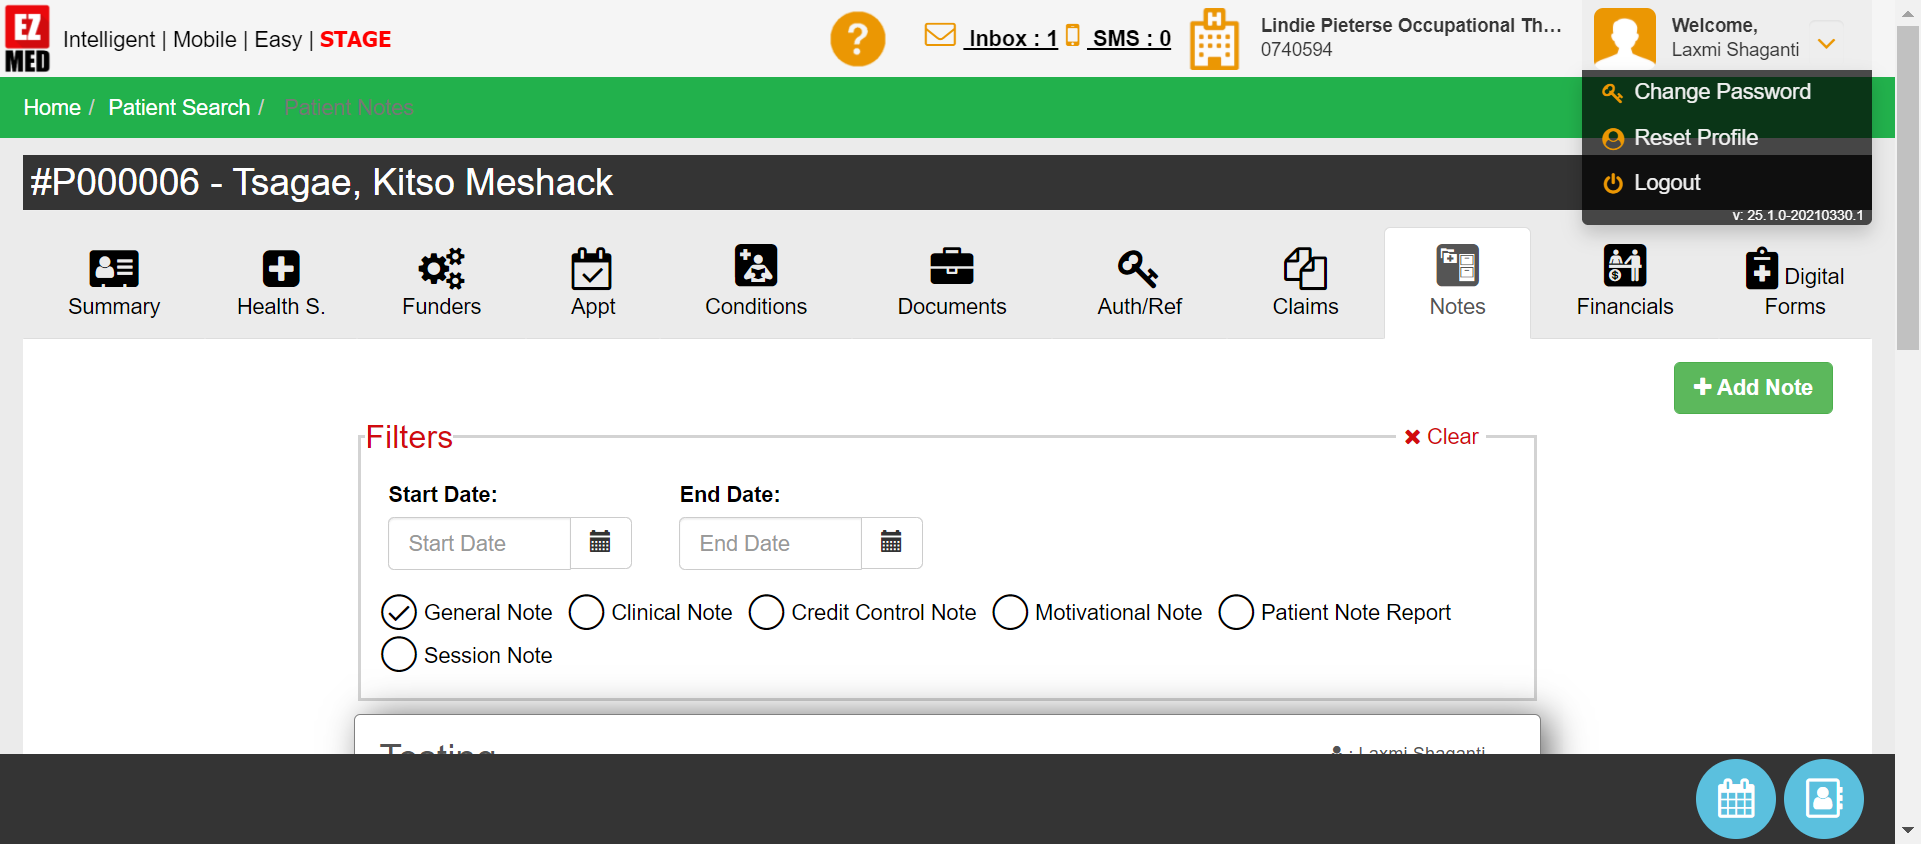 EZ
MED
Intelligent | Mobile | Easy | STAGE
?
Inbox : 1
SMS : 0
Lindie Pieterse Occupational Th...
0740594
Welcome,
Laxmi Shaganti
Change Password
Reset Profile
Logout
v: 25.1.0-20210330.1
Home / Patient Search / Patient Notes
#P000006 - Tsagae, Kitso Meshack
Summary
Health S.
Funders
Appt
Conditions
Documents
Auth/Ref
Claims
Notes
Financials
Digital
Forms
Add Note
Filters
Clear
Start Date:
End Date:
Start Date
End Date
General Note
Clinical Note
Credit Control Note
Motivational Note
Patient Note Report
Session Note
Testing
: Laxmi Shaganti